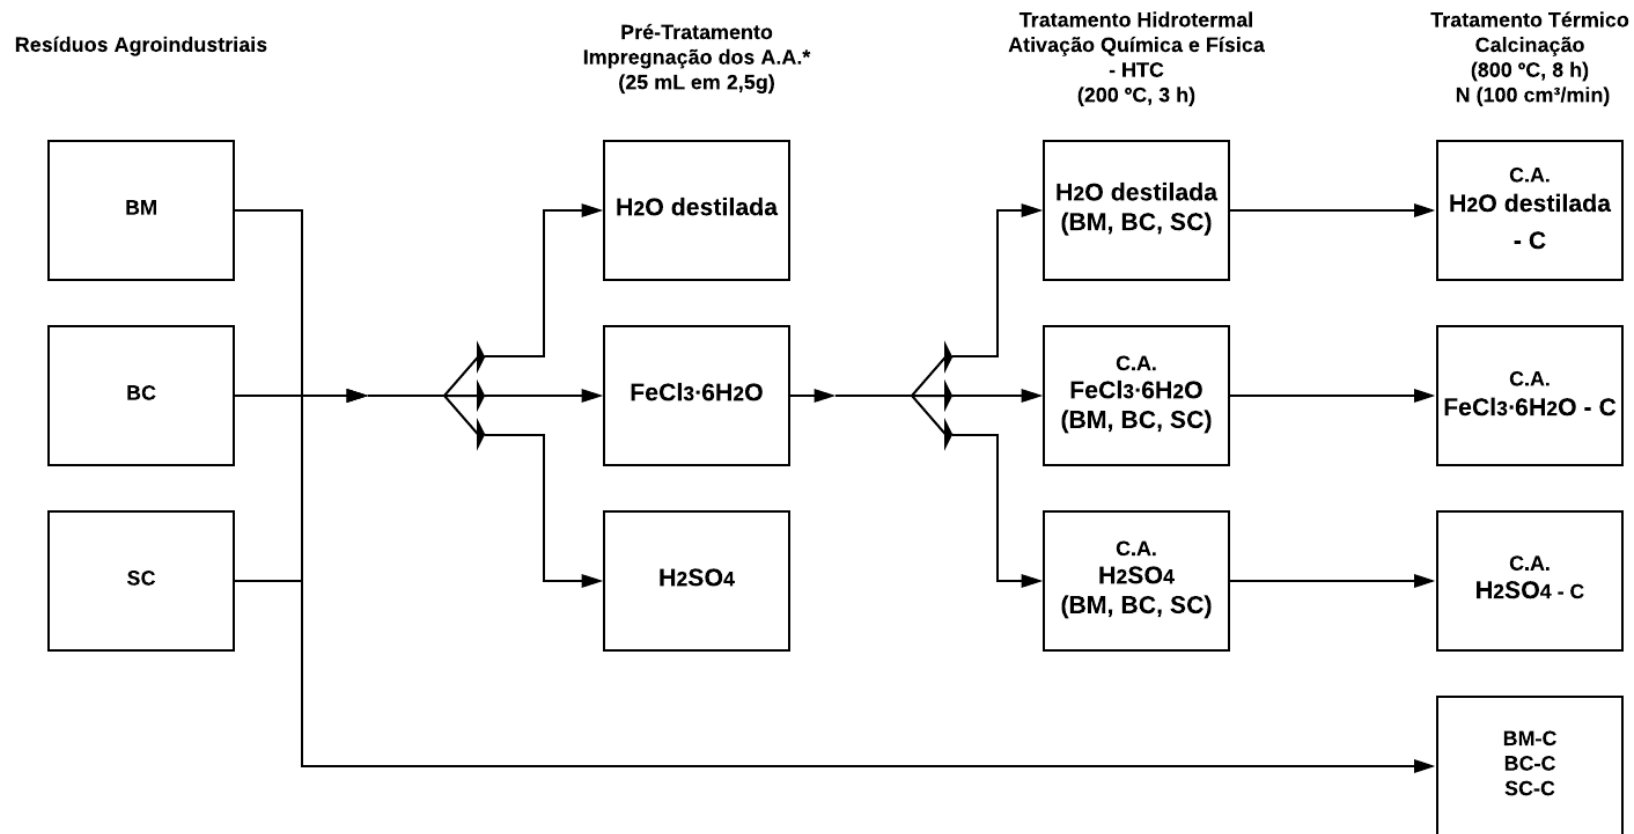 Resíduos Agroindustriais
Pré-Tratamento
Impregnação dos A.A.*
(25 mL em 2,5g)
Tratamento Hidrotermal
Ativação Química e Física
- HTC
(200 ºC, 3 h)
Tratamento Térmico
Calcinação
(800 ºC, 8 h)
N (100 cm³/min)
BM
H2O destilada
H2O destilada
(BM, BC, SC)
C.A.
H2O destilada
- C
BC
FeCl3·6H2O
C.A.
FeCl3·6H2O
(BM, BC, SC)
C.A.
FeCl3·6H2O - C
SC
H2SO4
C.A.
H2SO4
(BM, BC, SC)
C.A.
H2SO4 - C
BM-C
BC-C
SC-C